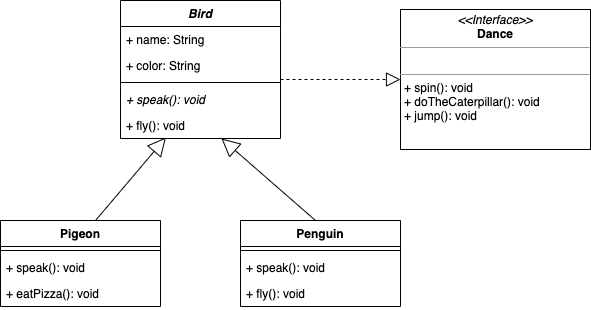 Bird
+ name: String
+ color: String
+ speak(): void
+ fly(): void
<<Interface>>
Dance
+ spin(): void
+ doTheCaterpillar(): void
+ jump(): void
Pigeon
+ speak(): void
+ eatPizza(): void
Penguin
+ speak(): void
+ fly(): void